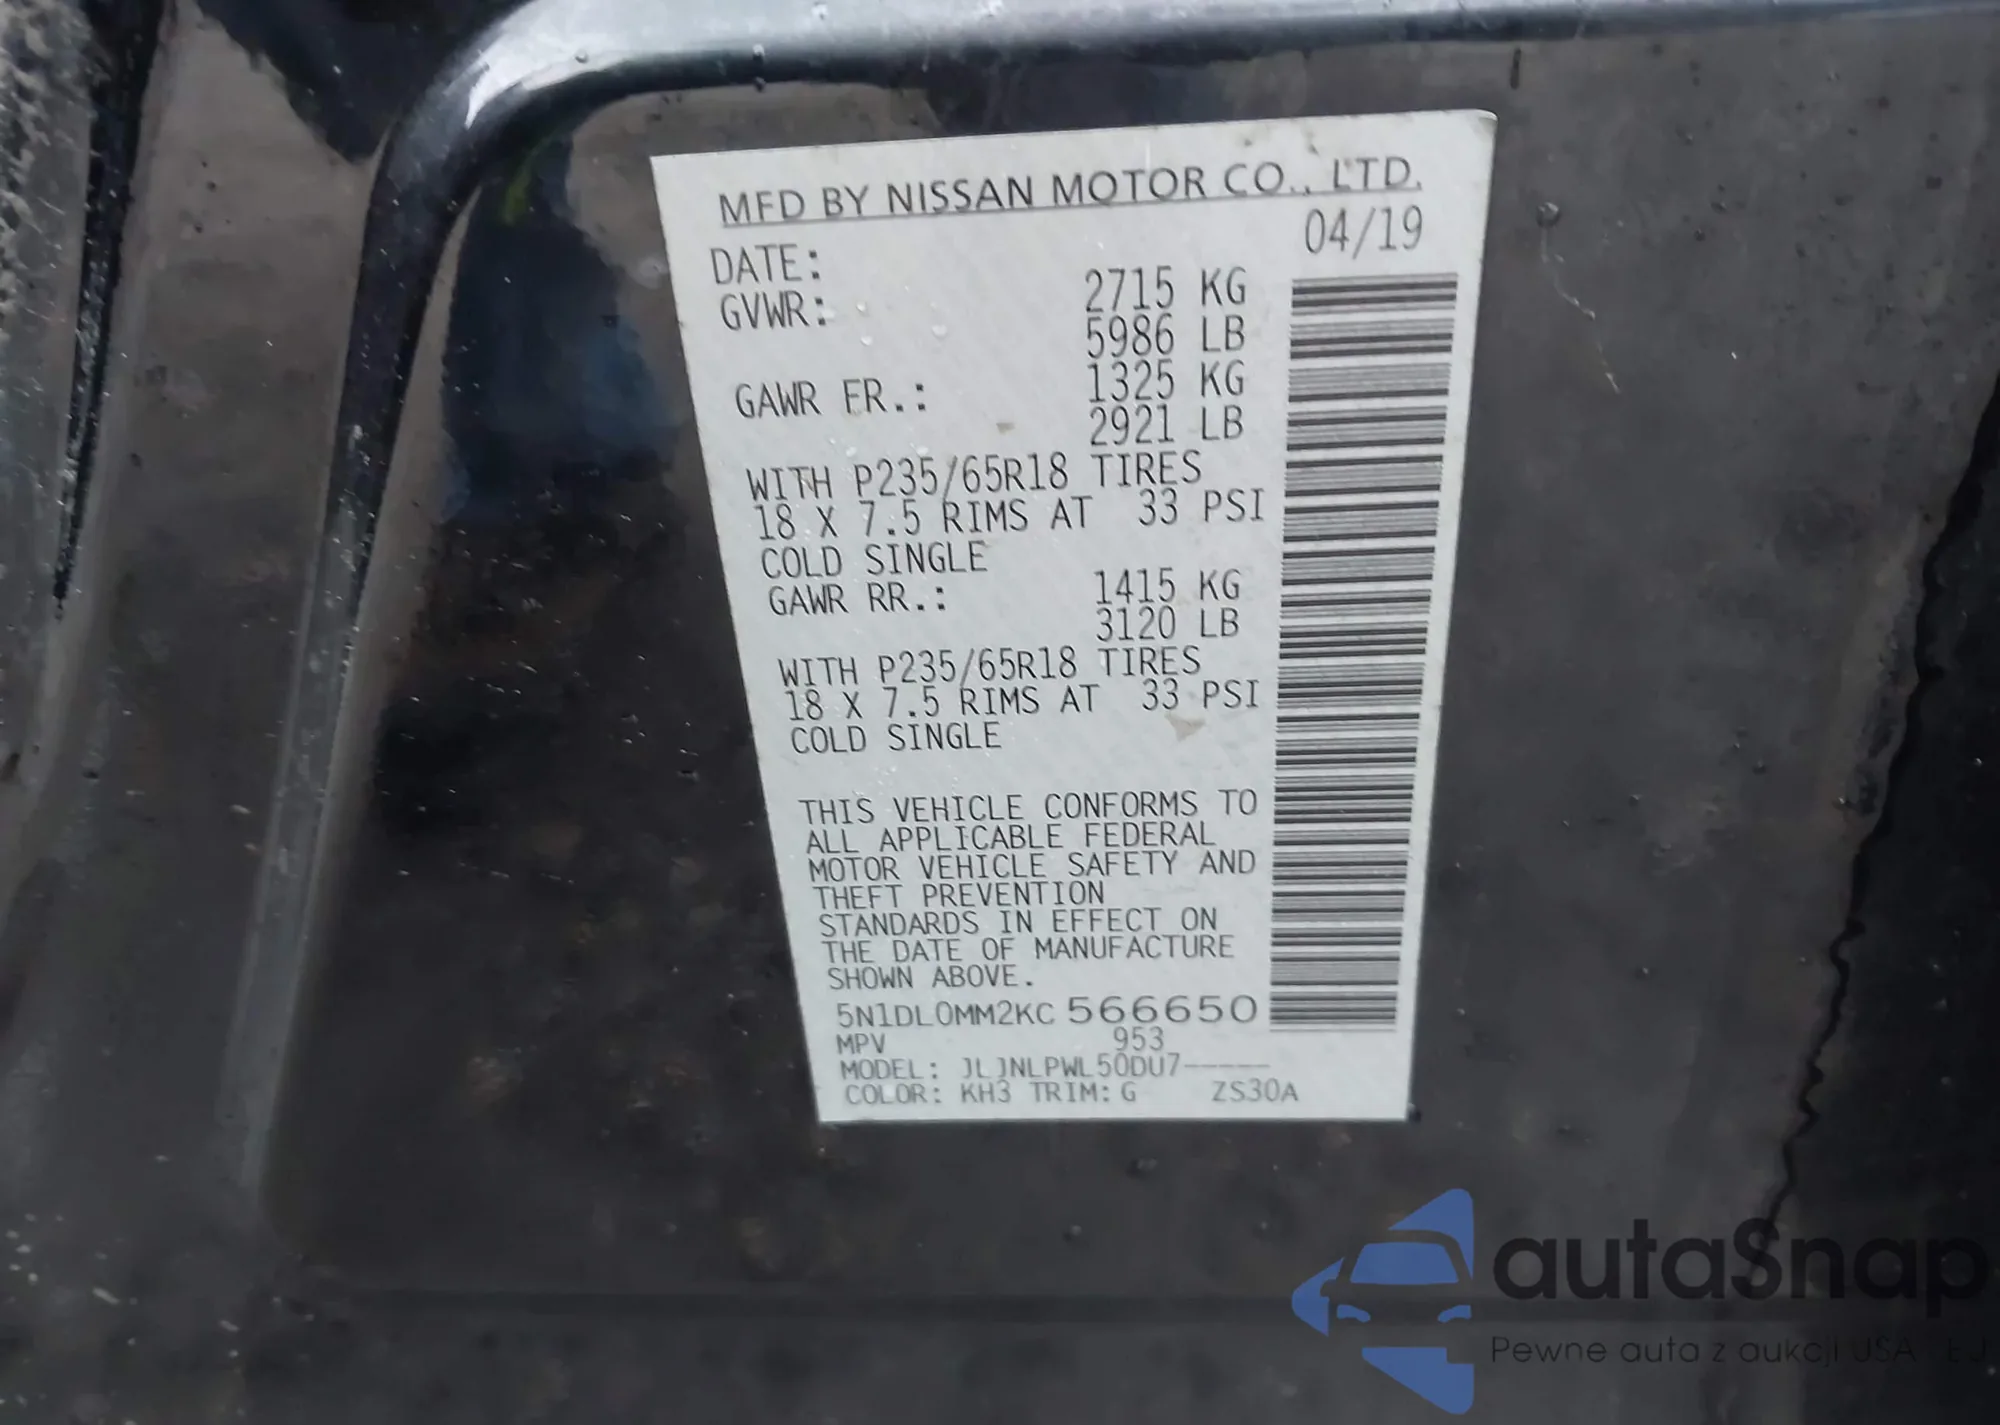 MFD BY NISSAN MOTOR CO., LTD.
DATE: 04/19
GVWR: 2715 KG
5986 LB
GAWR FR.: 1325 KG
2921 LB
WITH P235/65R18 TIRES
18 X 7.5 RIMS AT 33 PSI
COLD SINGLE
GAWR RR.: 1415 KG
3120 LB
WITH P235/65R18 TIRES
18 X 7.5 RIMS AT 33 PSI
COLD SINGLE
THIS VEHICLE CONFORMS TO
ALL APPLICABLE FEDERAL
MOTOR VEHICLE SAFETY AND
THEFT PREVENTION
STANDARDS IN EFFECT ON
THE DATE OF MANUFACTURE
SHOWN ABOVE.
5N1DL0MM2KC566650
MPV 953
MODEL: JLJNLPWL50DU7-----
COLOR: KH3 TRIM: G ZS30A
autaSnap
Pewne auta z aukcji USA